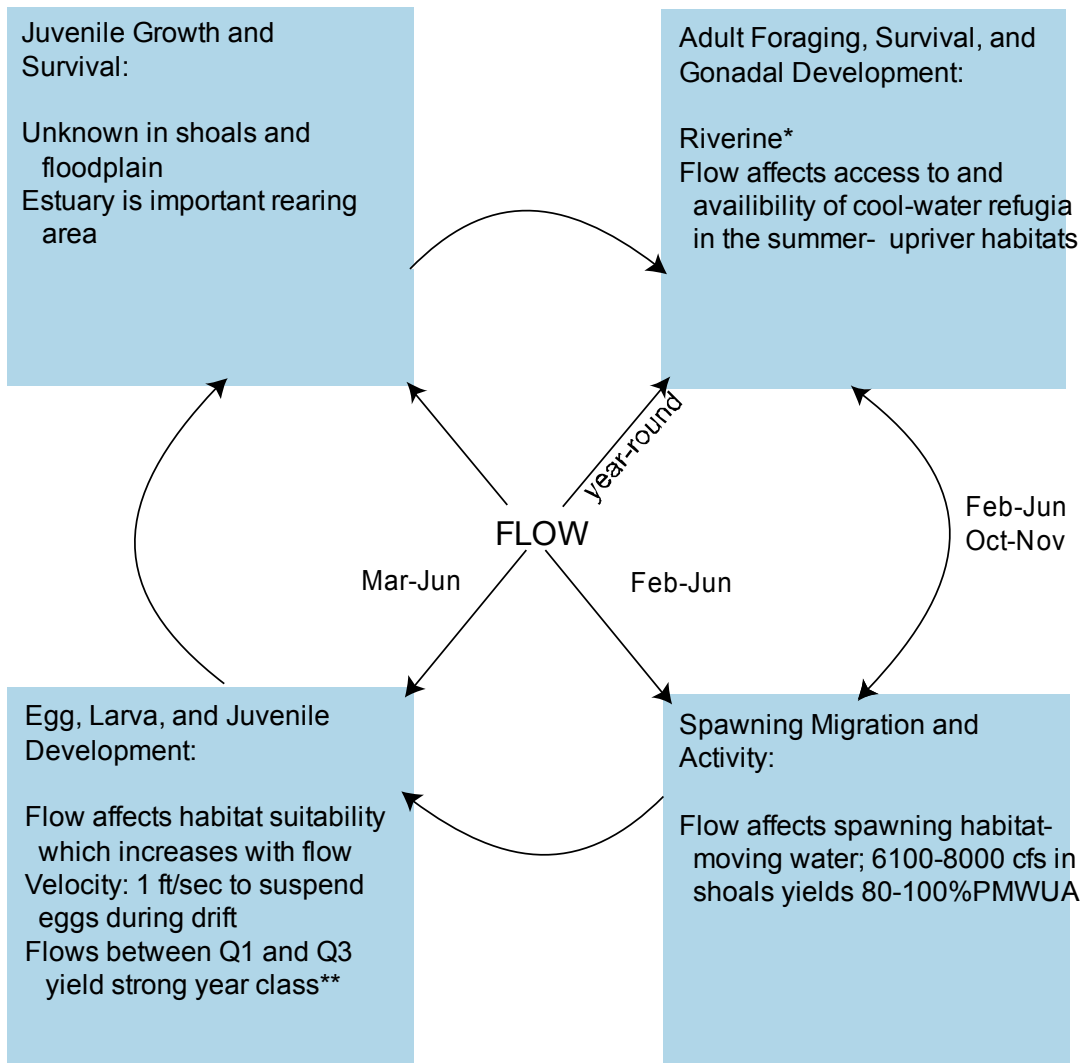 Juvenile Growth and
Survival:
Unknown in shoals and
floodplain
Estuary is important rearing
area
Adult Foraging, Survival, and
Gonadal Development:
Riverine*
Flow affects access to and
availibility of cool-water refugia
in the summer- upriver habitats
year-round
FLOW
Mar-Jun
Feb-Jun
Feb-Jun
Oct-Nov
Egg, Larva, and Juvenile
Development:
Flow affects habitat suitability
which increases with flow
Velocity: 1 ft/sec to suspend
eggs during drift
Flows between Q1 and Q3
yield strong year class**
Spawning Migration and
Activity:
Flow affects spawning habitat-
moving water; 6100-8000 cfs in
shoals yields 80-100%PMWUA